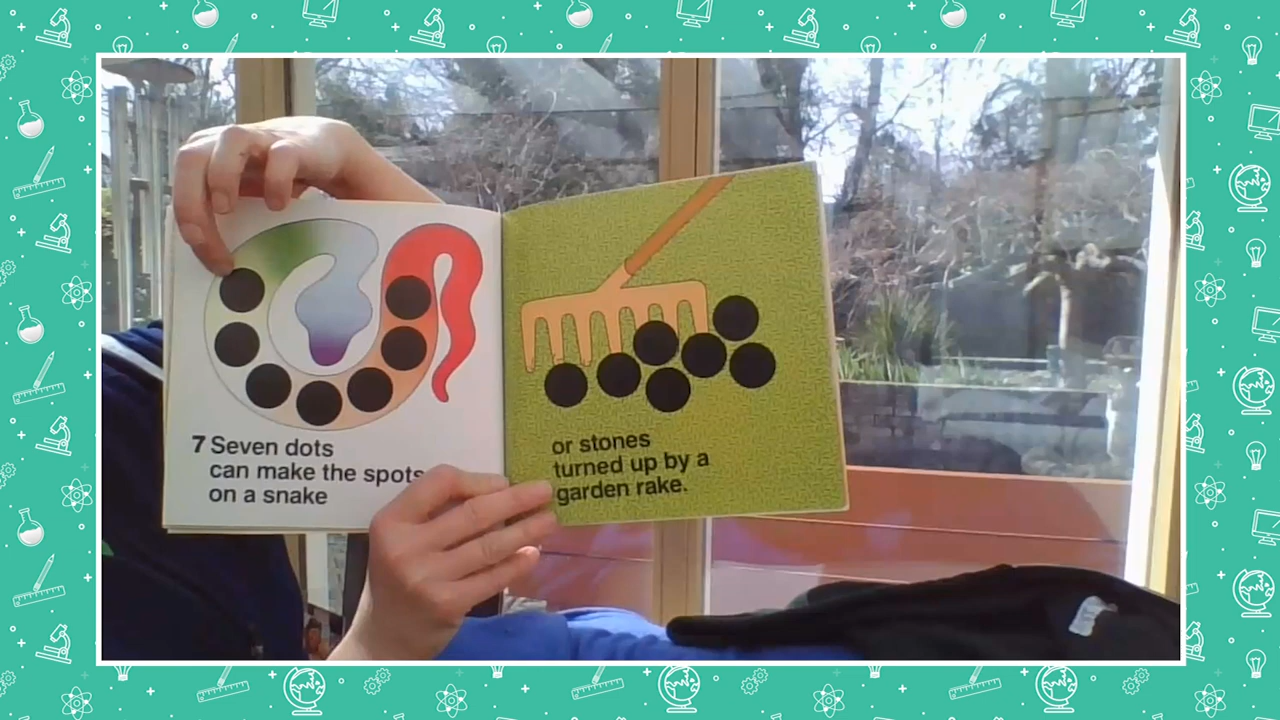 7 Seven dots
can make the spots
on a snake
or stones
turned up by a
garden rake.